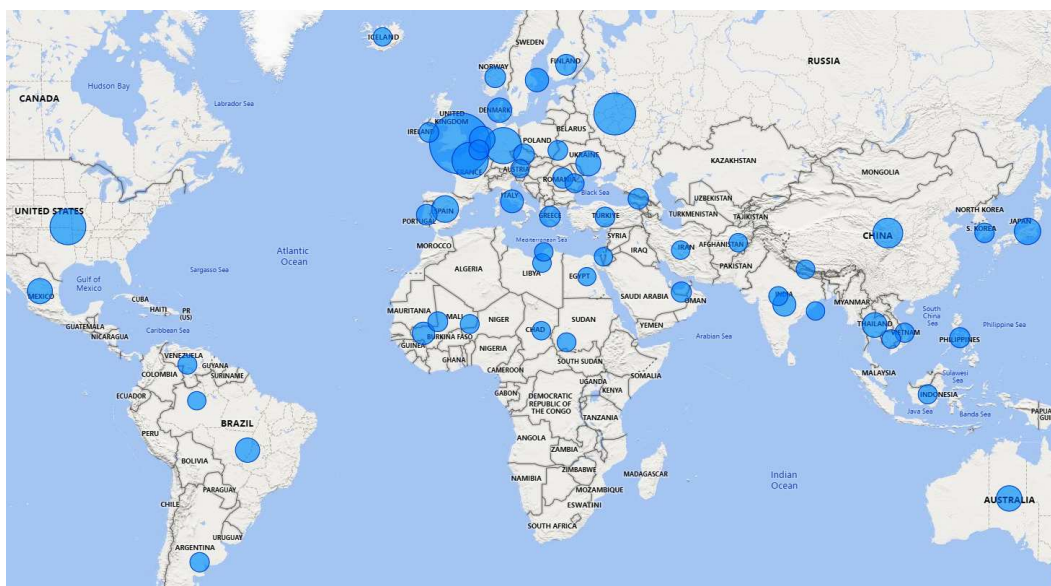 ICELAND
SWEDEN
FINLAND
RUSSIA
NORWAY
Hudson Bay
CANADA
Labrador Sea
UNITED
KINGDOM
DENMARK
IRELAND
BELARUS
POLAND
UKRAINE
KAZAKHSTAN
FRANCE
AUSTRIA
MONGOLIA
ROMANIA
Black Sea
ITALY
UZBEKISTAN
NORTH KOREA
UNITED STATES
SPAIN
PORTUGAL
GREECE
TÜRKIYE
TURKMENISTAN
TAJIKISTAN
JAPAN
S. KOREA
CHINA
Mediterranean Sea
SYRIA
MOROCCO
IRAQ
IRAN
AFGHANISTAN
Atlantic
Ocean
Sargasso Sea
ALGERIA
LIBYA
EGYPT
PAKISTAN
Gulf of
Mexico
MEXICO
CUBA
HAITI
PR
(US)
SAUDI ARABIA
OMAN
INDIA
MYANMAR
MAURITANIA
MALI
NIGER
CHAD
SUDAN
YEMEN
Arabian Sea
THAILAND
VIETNAM
South
China
Sea
Philippine Sea
PHILIPPINES
GUATEMALA
NICARAGUA
Caribbean Sea
BURKINA FASO
GUINEA
GHANA
NIGERIA
CAMEROON
SOUTH SUDAN
SOMALIA
VENEZUELA
GUYANA
SURINAME
COLOMBIA
MALAYSIA
Sulawesi
Sea
ECUADOR
GABON
DEMOCRATIC
REPUBLIC OF
THE CONGO
UGANDA
KENYA
INDONESIA
Java Sea
Banda Sea
PAPUA
GUI
BRAZIL
PERU
TANZANIA
ANGOLA
ZAMBIA
BOLIVIA
ZIMBABWE
MADAGASCAR
Indian
Ocean
NAMIBIA
MOZAMBIQUE
ESWATINI
PARAGUAY
CHILE
SOUTH AFRICA
AUSTRALIA
URUGUAY
ARGENTINA